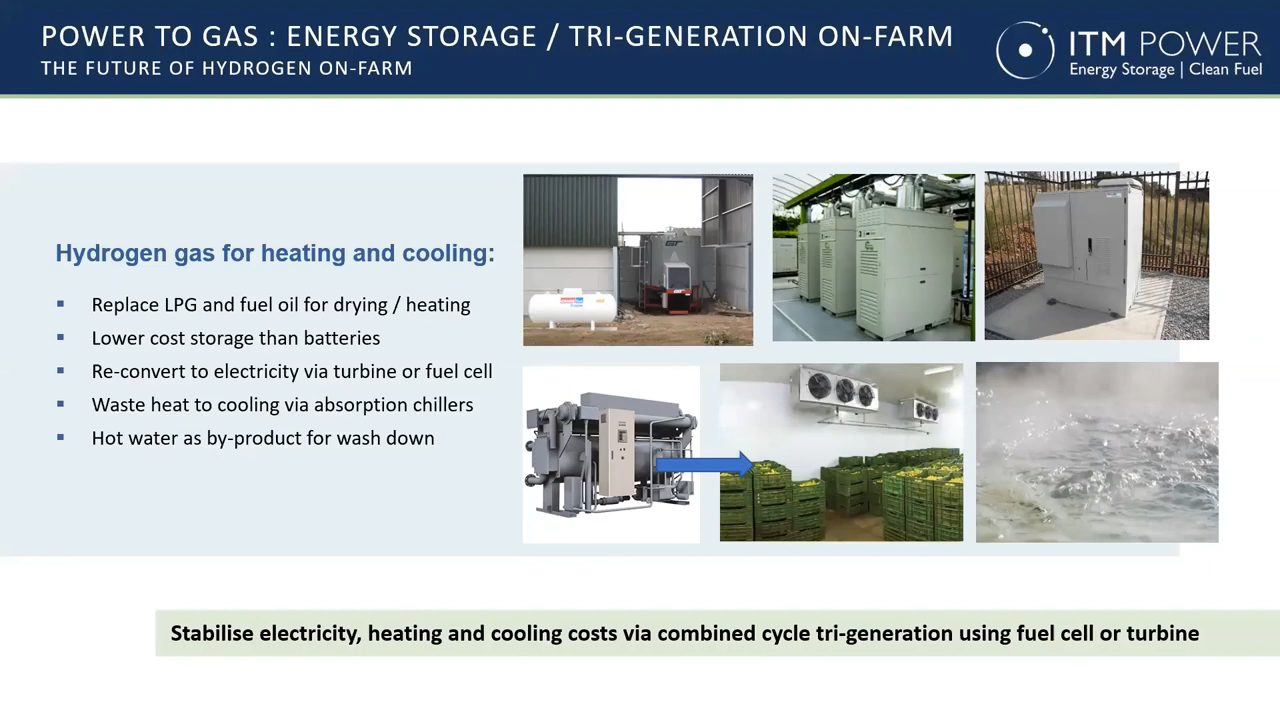 POWER TO GAS : ENERGY STORAGE / TRI-GENERATION ON-FARM
THE FUTURE OF HYDROGEN ON-FARM
ITM POWER
Energy Storage | Clean Fuel
Hydrogen gas for heating and cooling:
▪ Replace LPG and fuel oil for drying / heating
▪ Lower cost storage than batteries
▪ Re-convert to electricity via turbine or fuel cell
▪ Waste heat to cooling via absorption chillers
▪ Hot water as by-product for wash down
Stabilise electricity, heating and cooling costs via combined cycle tri-generation using fuel cell or turbine